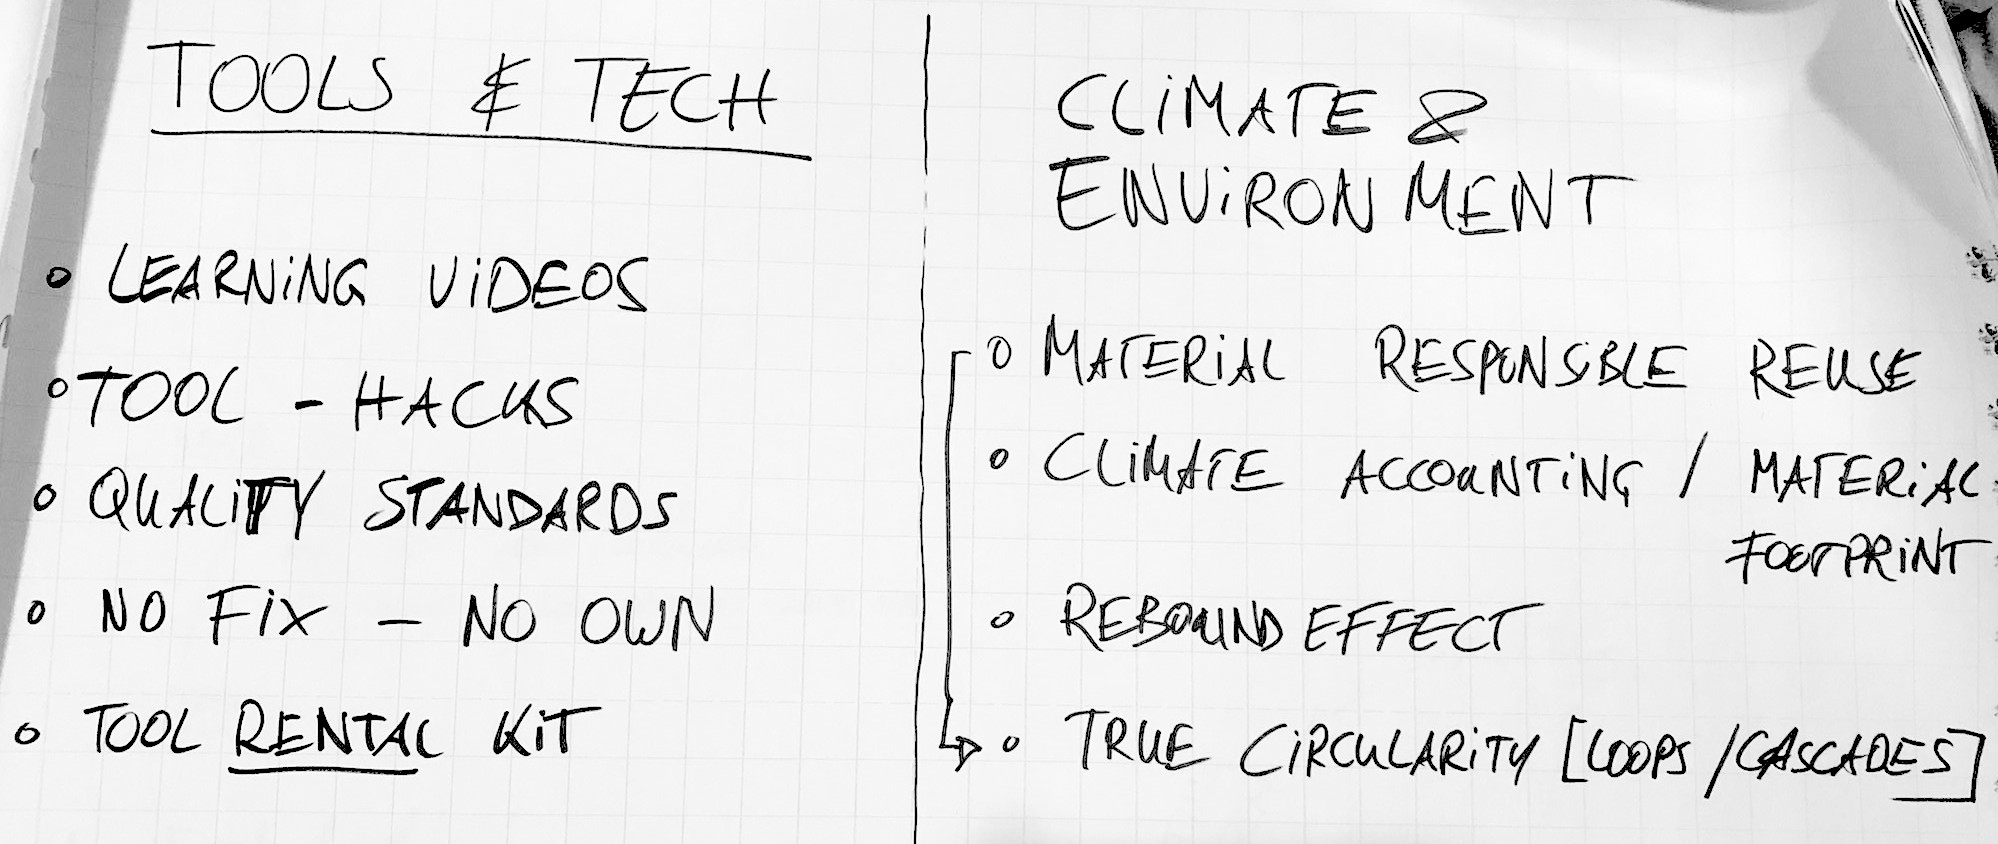 TOOLS & TECH
• LEARNING VIDEOS
• TOOL - HACKS
• QUALITY STANDARDS
• NO FIX - NO OWN
• TOOL RENTAL KIT
CLIMATE &
ENVIRONMENT
• MATERIAL RESPONSIBLE REUSE
• CLIMATE ACCOUNTING / MATERIAL
FOOTPRINT
• REBOUND EFFECT
• TRUE CIRCULARITY [LOOPS / CASCADES]